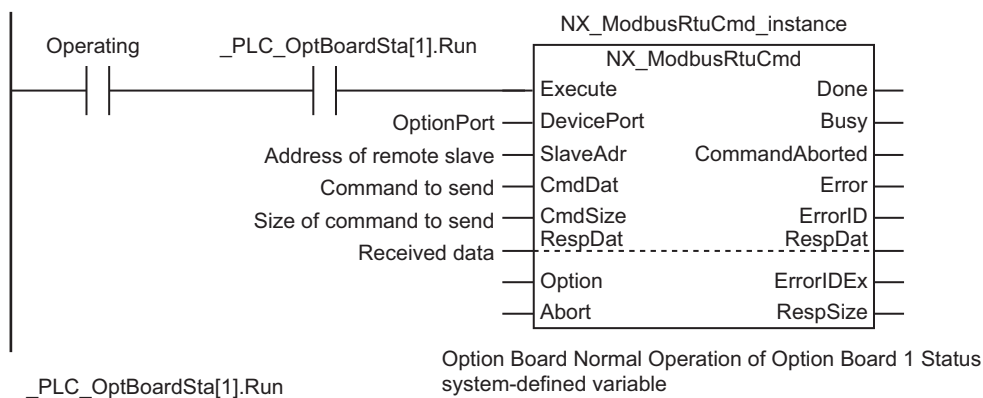 NX_ModbusRtuCmd_instance
Operating
_PLC_OptBoardSta[1].Run
NX_ModbusRtuCmd
Execute Done
OptionPort DevicePort Busy
Address of remote slave SlaveAdr CommandAborted
Command to send CmdDat Error
Size of command to send CmdSize ErrorID
Received data RespDat RespDat
Option ErrorIDEx
Abort RespSize
_PLC_OptBoardSta[1].Run
Option Board Normal Operation of Option Board 1 Status
system-defined variable